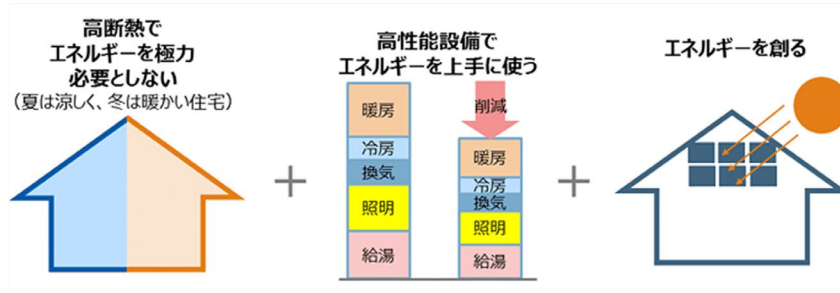 高断熱で
エネルギーを極力
必要としない
（夏は涼しく、冬は暖かい住宅）
高性能設備で
エネルギーを上手に使う
暖房
冷房
換気
照明
給湯
削減
暖房
冷房
換気
照明
給湯
エネルギーを創る